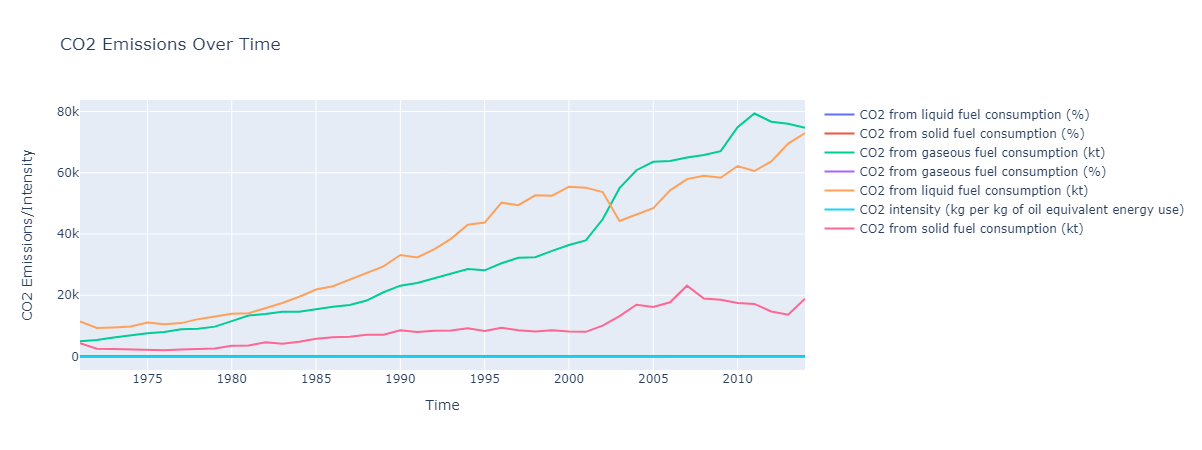 CO2 Emissions Over Time
80k
60k
40k
20k
0
CO2 Emissions/Intensity
1975 1980 1985 1990 1995 2000 2005 2010
Time
CO2 from liquid fuel consumption (%)
CO2 from solid fuel consumption (%)
CO2 from gaseous fuel consumption (kt)
CO2 from gaseous fuel consumption (%)
CO2 from liquid fuel consumption (kt)
CO2 intensity (kg per kg of oil equivalent energy use)
CO2 from solid fuel consumption (kt)